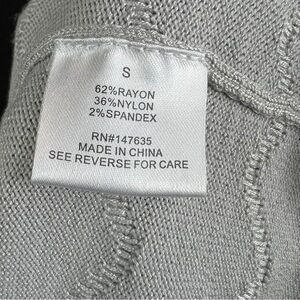 S
62%RAYON
36%NYLON
2%SPANDEX
RN#147635
MADE IN CHINA
SEE REVERSE FOR CARE